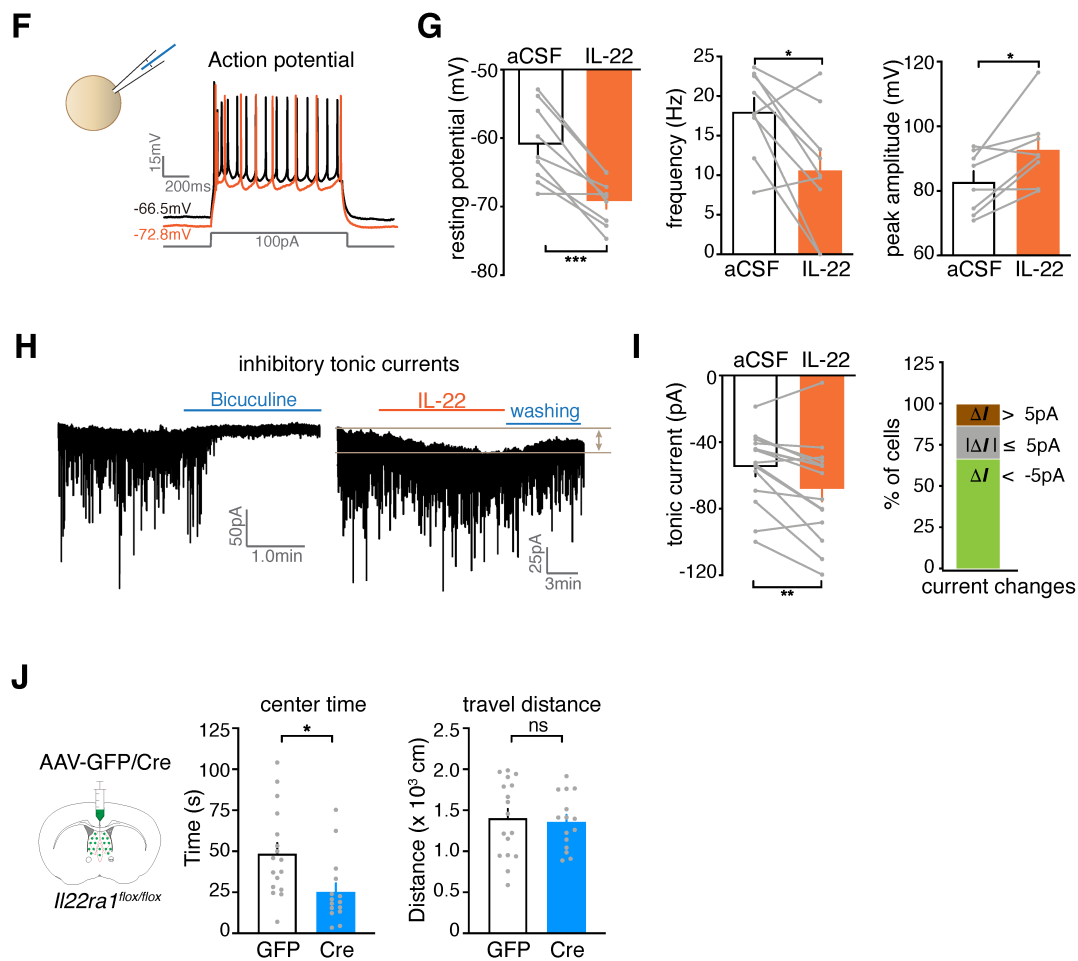 F
Action potential
15mV
200ms
-66.5mV
-72.8mV
100pA
G
aCSF IL-22
resting potential (mV)
-50
-60
-70
-80
***
frequency (Hz)
25
20
15
10
5
0
*
aCSF IL-22
peak amplitude (mV)
120
100
80
60
*
aCSF IL-22
H
inhibitory tonic currents
Bicuculine
50pA
1.0min
IL-22
washing
25pA
3min
I
aCSF IL-22
tonic current (pA)
0
-40
-80
-120
**
% of cells
125
100
75
50
25
0
ΔI > 5pA
|ΔI| ≤ 5pA
ΔI < -5pA
current changes
J
AAV-GFP/Cre
Il22ra1flox/flox
center time
Time (s)
125
100
75
50
25
0
*
GFP Cre
travel distance
Distance (x 10³ cm)
2.5
2.0
1.5
1.0
0.5
0
ns
GFP Cre